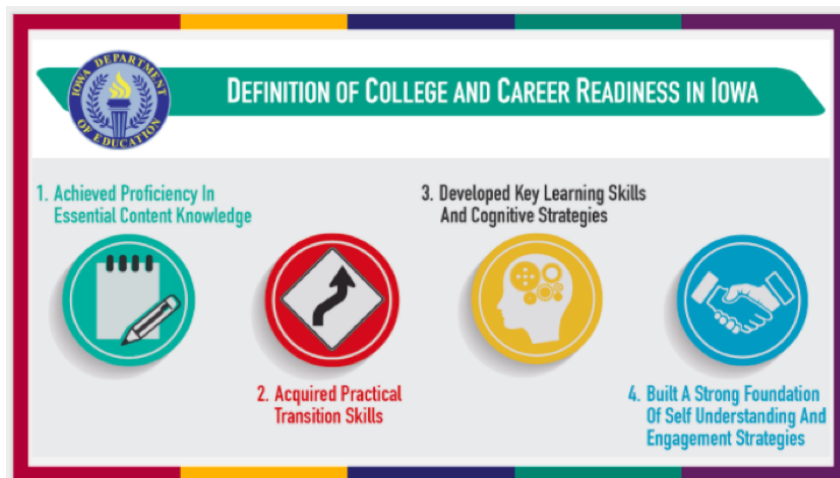 IOWA DEPARTMENT
OF EDUCATION
DEFINITION OF COLLEGE AND CAREER READINESS IN IOWA
1. Achieved Proficiency In
Essential Content Knowledge
2. Acquired Practical
Transition Skills
3. Developed Key Learning Skills
And Cognitive Strategies
4. Built A Strong Foundation
Of Self Understanding And
Engagement Strategies